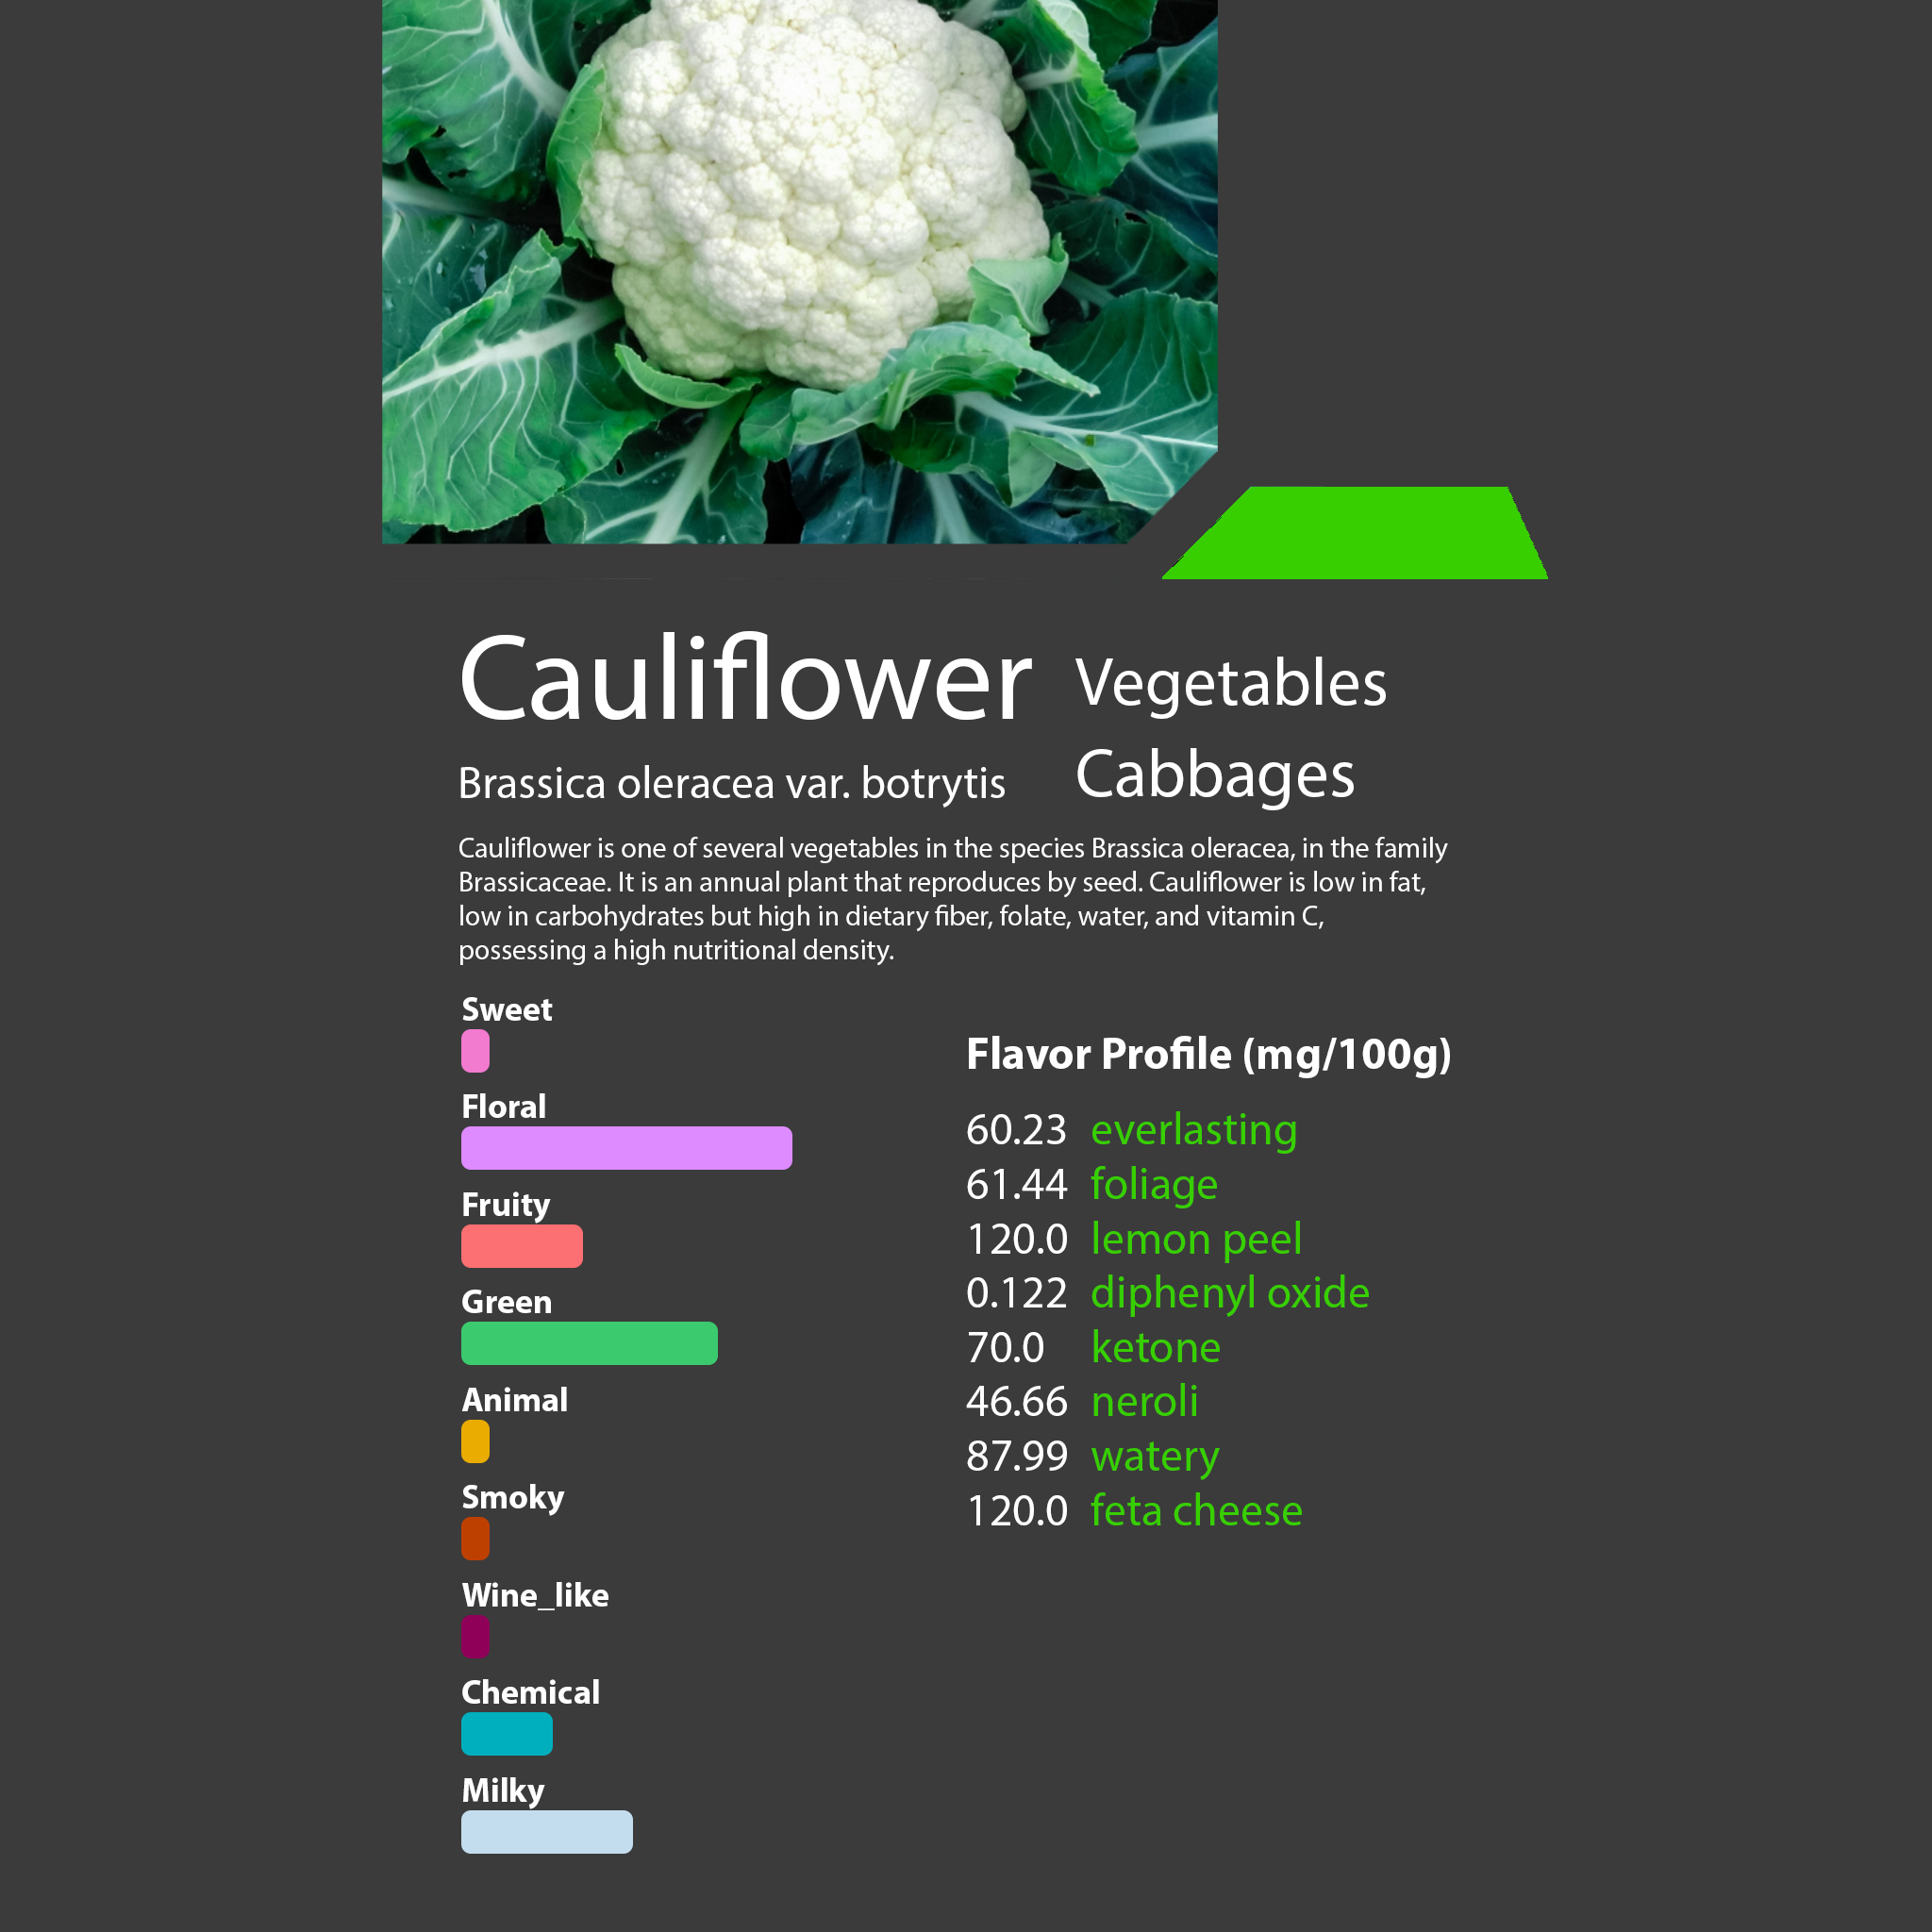 Cauliflower
Vegetables
Brassica oleracea var. botrytis
Cabbages
Cauliflower is one of several vegetables in the species Brassica oleracea, in the family
Brassicaceae. It is an annual plant that reproduces by seed. Cauliflower is low in fat,
low in carbohydrates but high in dietary fiber, folate, water, and vitamin C,
possessing a high nutritional density.
Sweet
Floral
Fruity
Green
Animal
Smoky
Wine_like
Chemical
Milky
Flavor Profile (mg/100g)
60.23 everlasting
61.44 foliage
120.0 lemon peel
0.122 diphenyl oxide
70.0 ketone
46.66 neroli
87.99 watery
120.0 feta cheese